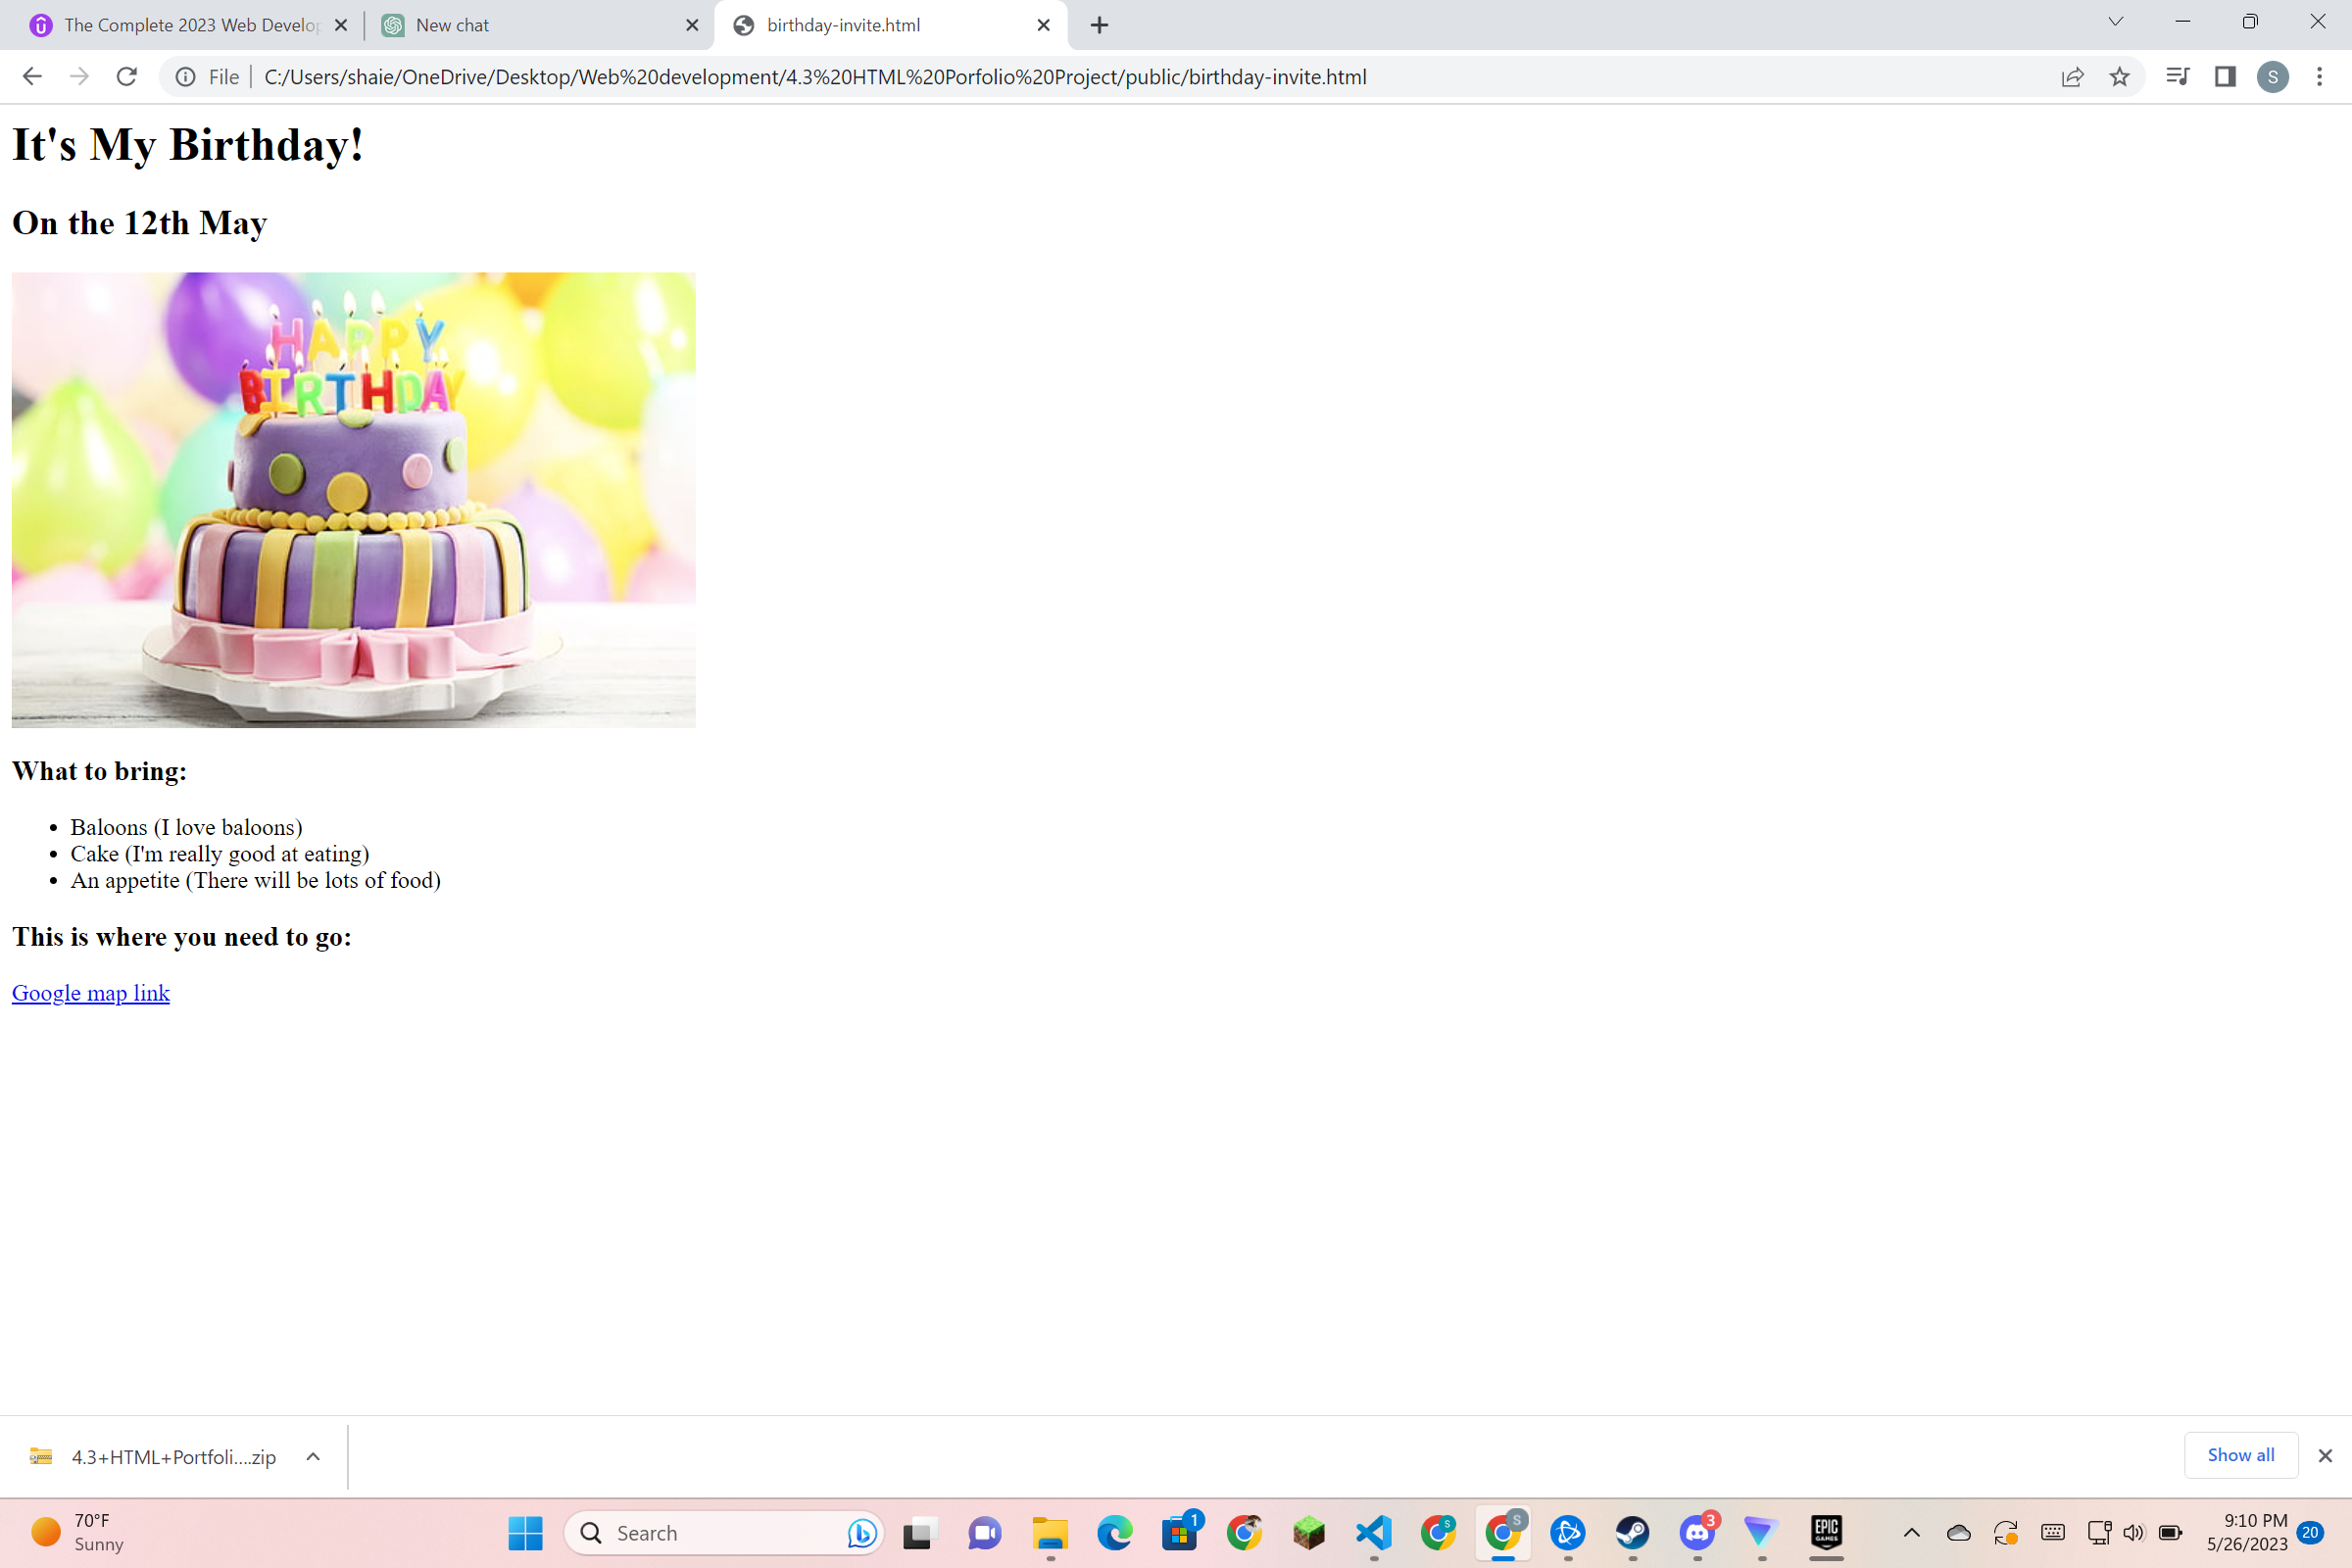 The Complete 2023 Web Develop
New chat
birthday-invite.html
File
C:/Users/shaie/OneDrive/Desktop/Web%20development/4.3%20HTML%20Porfolio%20Project/public/birthday-invite.html
S
It's My Birthday!
On the 12th May
HAPPY
BIRTHDAY
What to bring:
Baloons (I love baloons)
Cake (I'm really good at eating)
An appetite (There will be lots of food)
This is where you need to go:
Google map link
4.3+HTML+Portfoli....zip
Show all
70°F
Sunny
Search
1
S
S
3
EPIC
GAMES
9:10 PM
5/26/2023
20